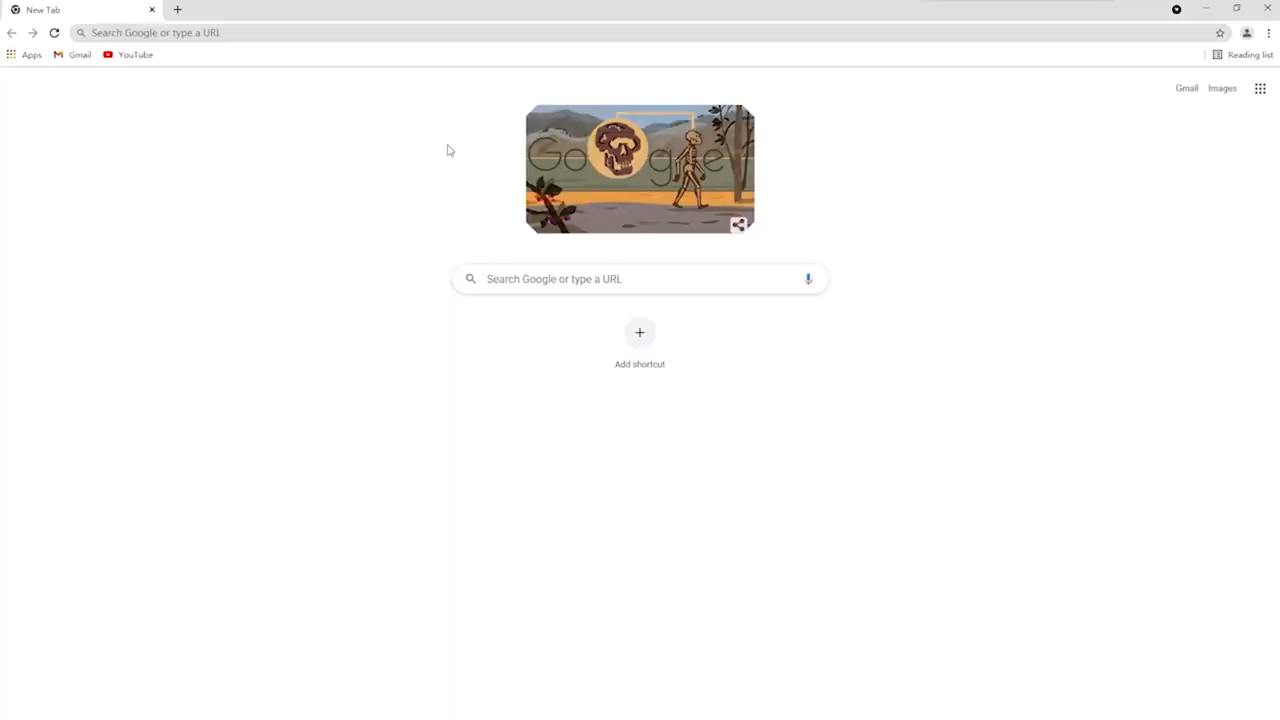 New Tab
Search Google or type a URL
Apps Gmail YouTube Reading list
Gmail Images
Google
Search Google or type a URL
Add shortcut